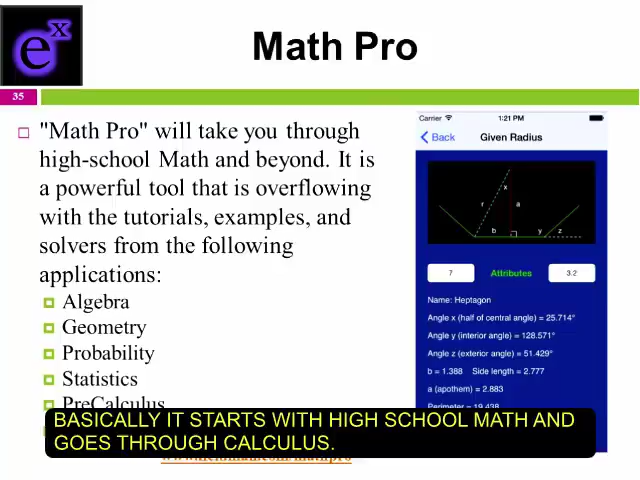 eˣ
Math Pro
35
"Math Pro" will take you through
high-school Math and beyond. It is
a powerful tool that is overflowing
with the tutorials, examples, and
solvers from the following
applications:
Algebra
Geometry
Probability
Statistics
PreCalculus
Carrier 1:21 PM
Back Given Radius
x
r a
b y z
7 Attributes 3.2
Name: Heptagon
Angle x (half of central angle) = 25.714°
Angle y (interior angle) = 128.571°
Angle z (exterior angle) = 51.429°
b = 1.388 Side length = 2.777
a (apothem) = 2.883
Perimeter = 19.438
BASICALLY IT STARTS WITH HIGH SCHOOL MATH AND
GOES THROUGH CALCULUS.